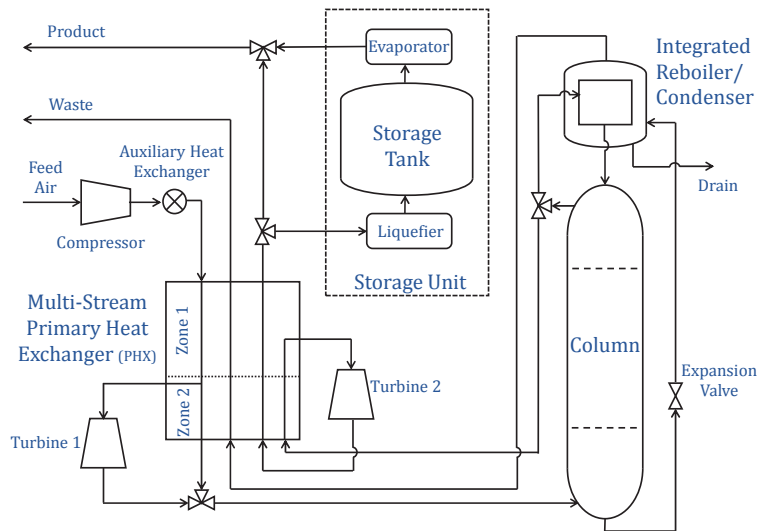 Product
Evaporator
Integrated
Reboiler/
Condenser
Waste
Storage
Tank
Auxiliary Heat
Exchanger
Feed
Air
Drain
Compressor
Liquefier
Storage Unit
Multi-Stream
Primary Heat
Exchanger (PHX)
Zone 1
Zone 2
Column
Turbine 2
Expansion
Valve
Turbine 1